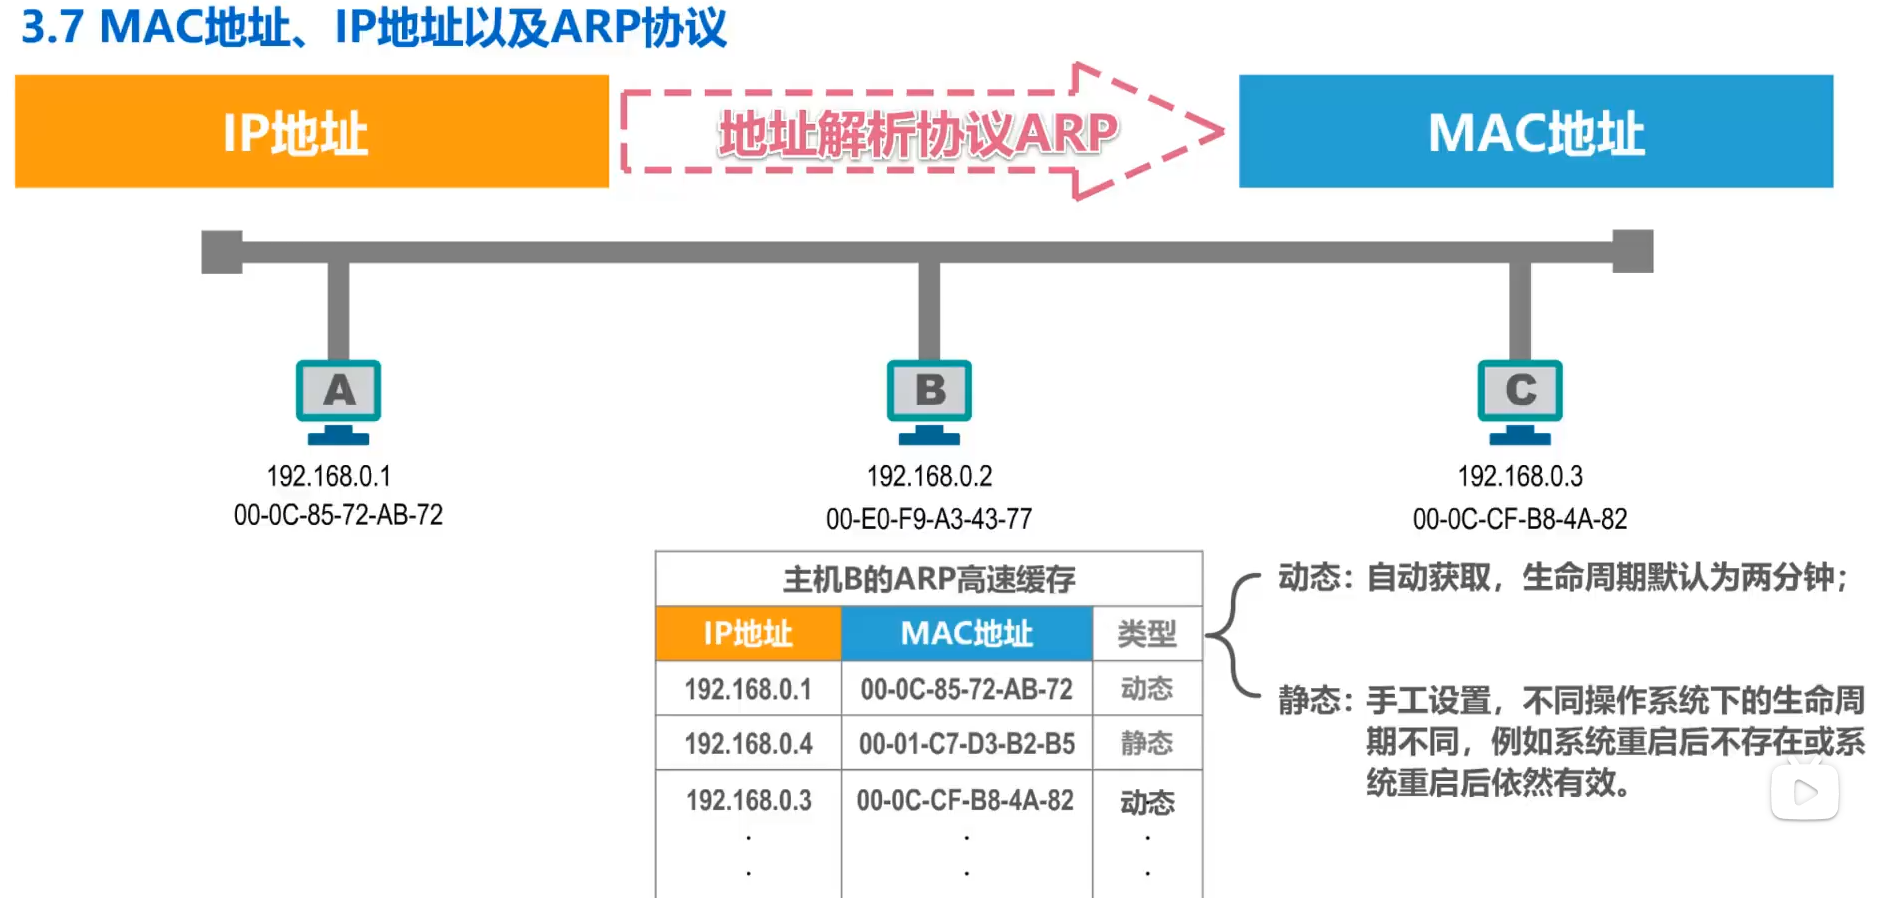 3.7 MAC地址、IP地址以及ARP协议
IP地址
地址解析协议ARP
MAC地址
A
B
C
192.168.0.1
00-0C-85-72-AB-72
192.168.0.2
00-E0-F9-A3-43-77
192.168.0.3
00-0C-CF-B8-4A-82
主机B的ARP高速缓存
IP地址 MAC地址 类型
192.168.0.1 00-0C-85-72-AB-72 动态
192.168.0.4 00-01-C7-D3-B2-B5 静态
192.168.0.3 00-0C-CF-B8-4A-82 动态
动态：自动获取，生命周期默认为两分钟；
静态：手工设置，不同操作系统下的生命周
期不同，例如系统重启后不存在或系
统重启后依然有效。